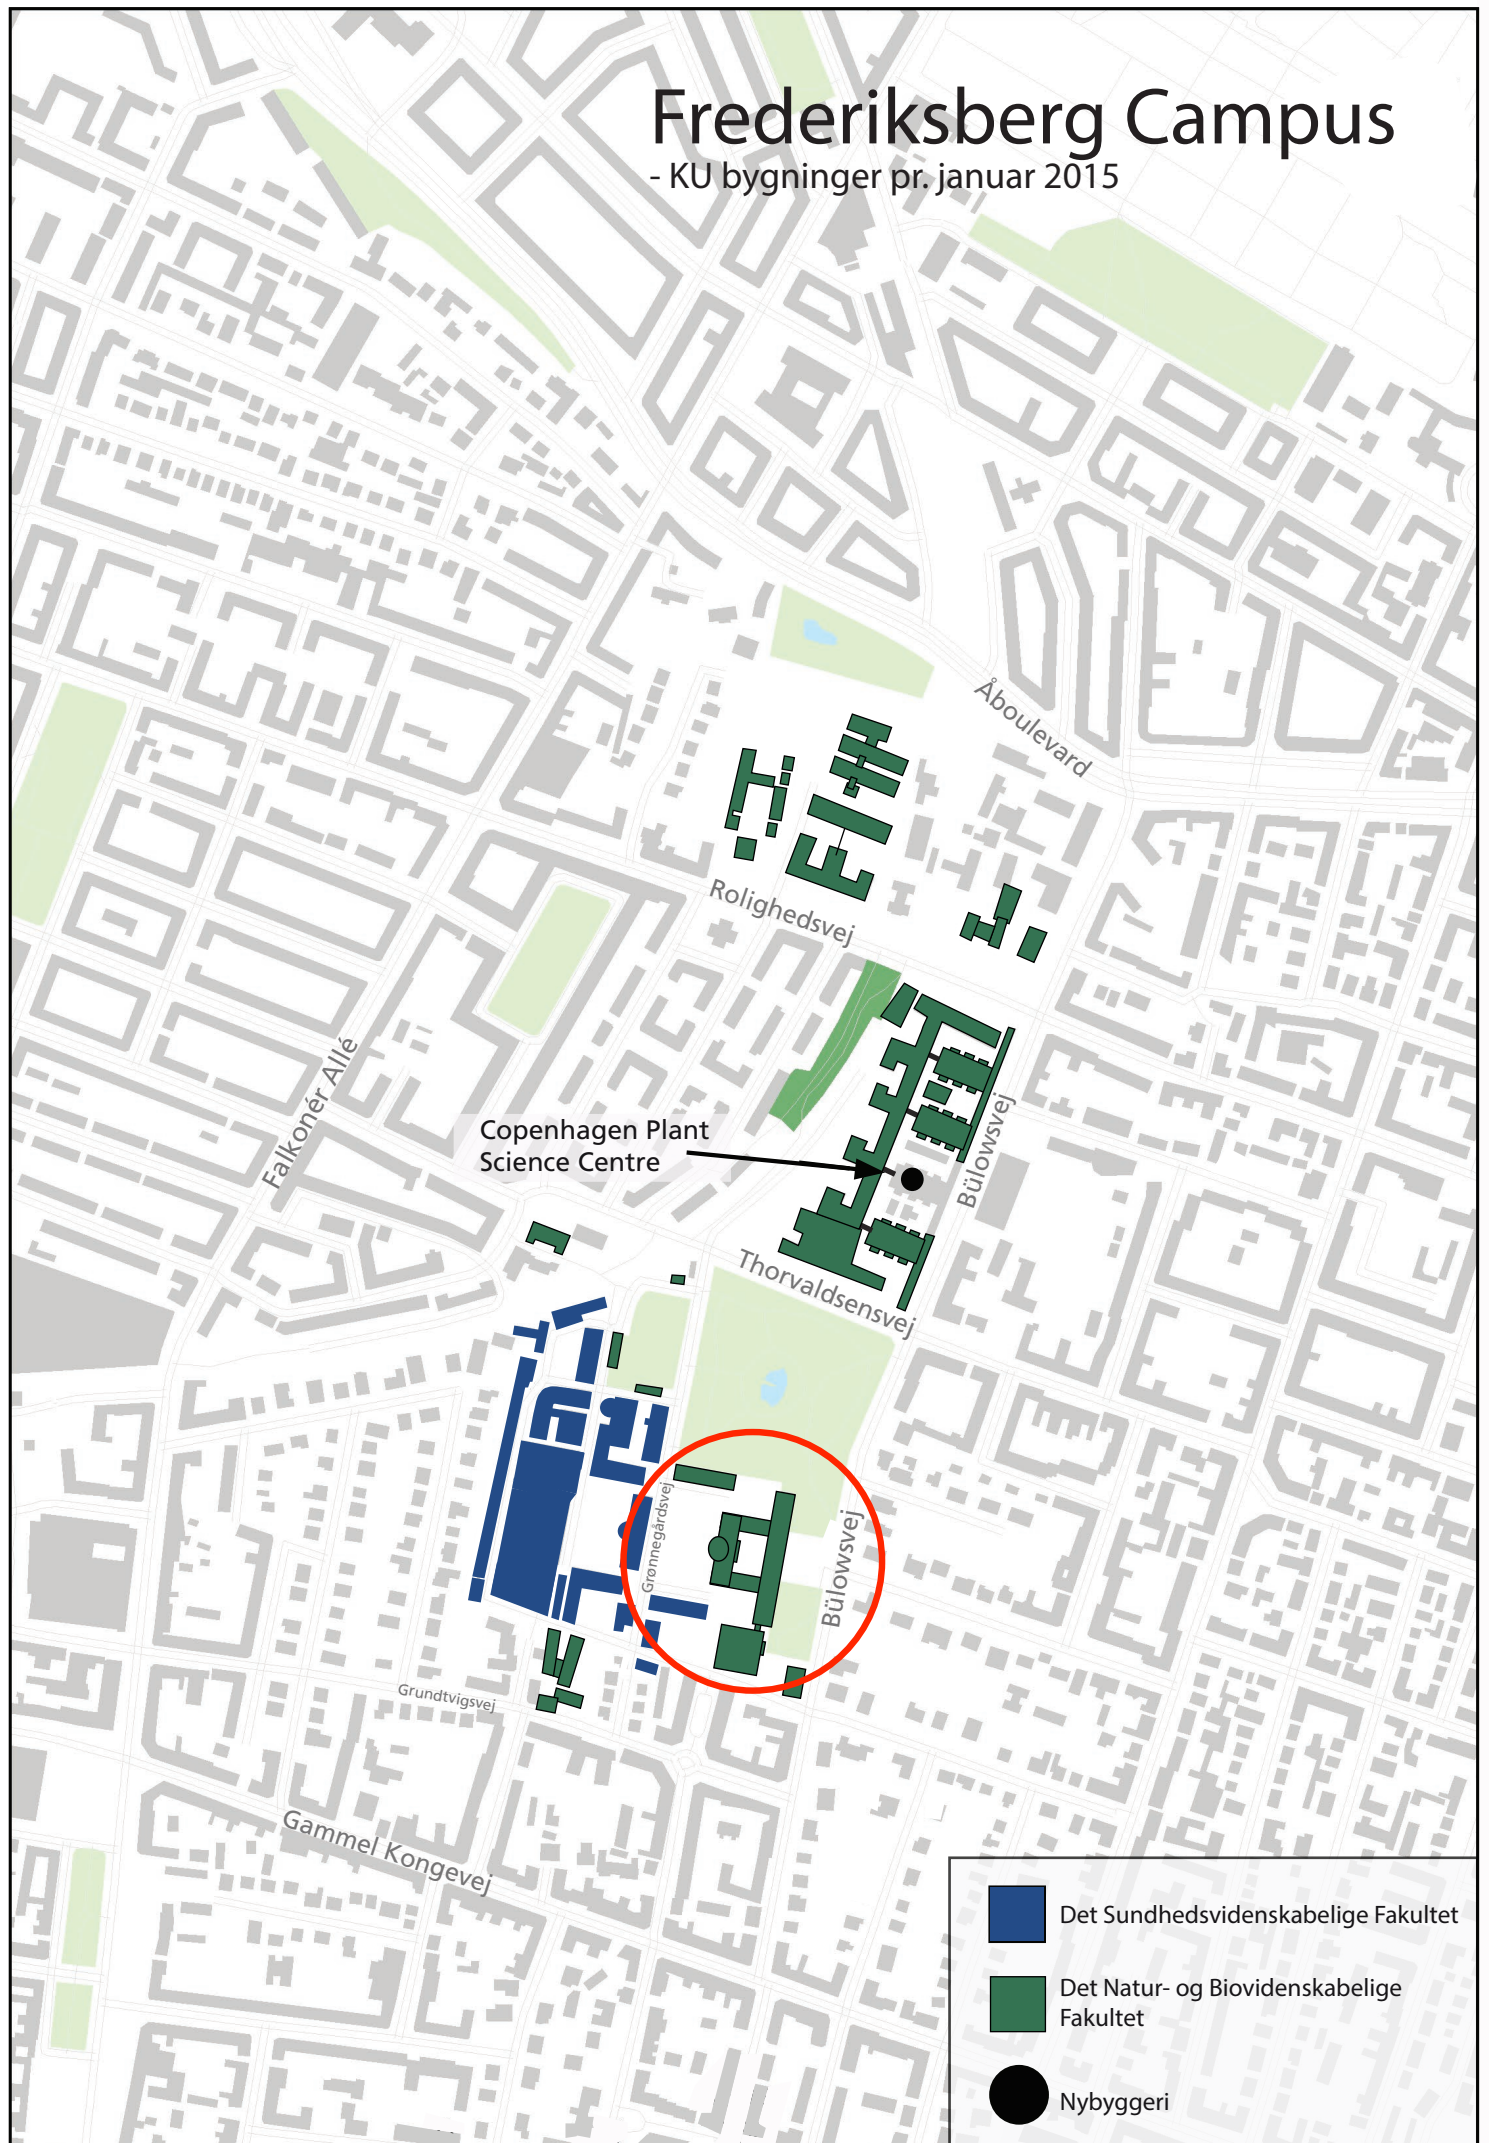 Frederiksberg Campus
- KU bygninger pr. januar 2015
Åboulevard
Rolighedsvej
Falkonér Allé
Copenhagen Plant
Science Centre
Bülowsvej
Thorvaldsensvej
Grønnegårdsvej
Bülowsvej
Grundtvigsvej
Gammel Kongevej
Det Sundhedsvidenskabelige Fakultet
Det Natur- og Biovidenskabelige
Fakultet
Nybyggeri